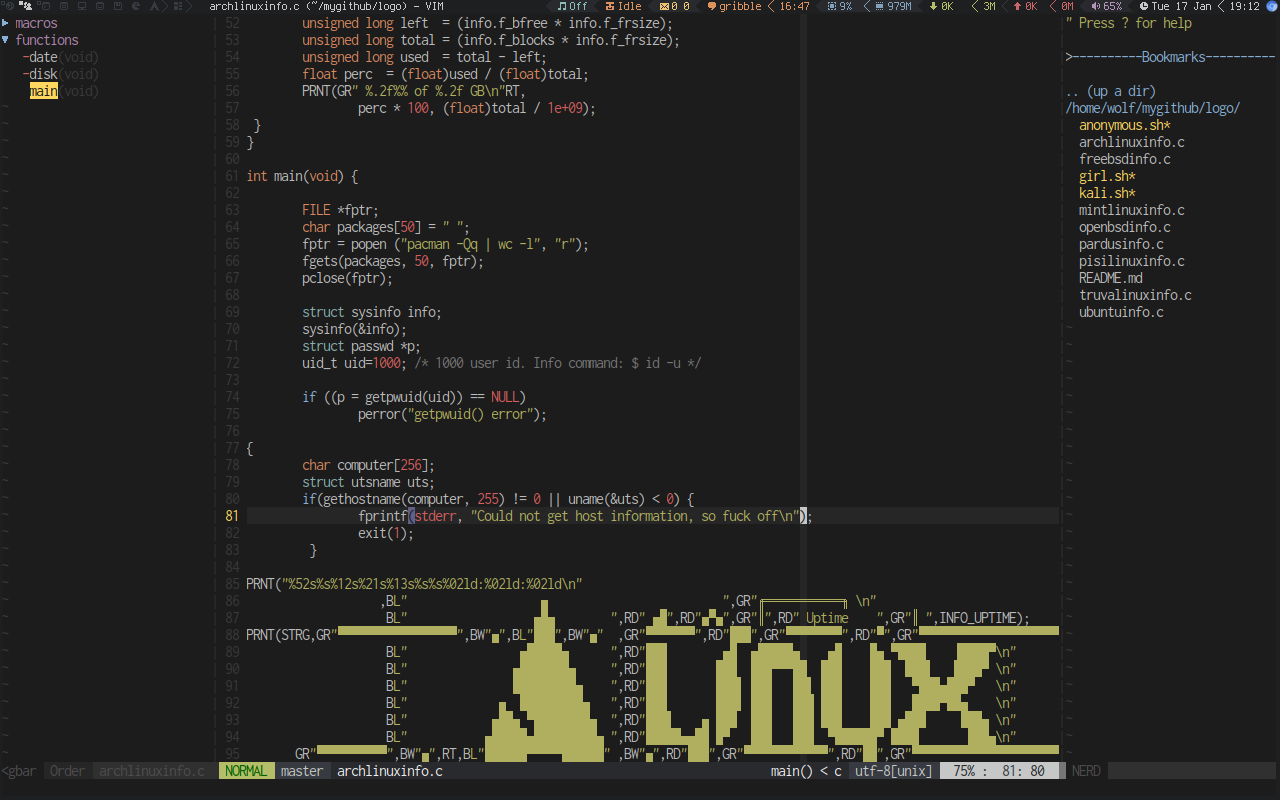 archlinuxinfo.c (~/mygithub/logo) - VIM
Off Idle 0 0 gribble < 16:47 9% < 979M 0K < 3M 0K < 0M 65% Tue 17 Jan < 19:12
macros
functions
-date(void)
-disk(void)
main(void)
52 unsigned long left = (info.f_bfree * info.f_frsize);
53 unsigned long total = (info.f_blocks * info.f_frsize);
54 unsigned long used = total - left;
55 float perc = (float)used / (float)total;
56 PRNT(GR" %.2f%% of %.2f GB\n"RT,
57 perc * 100, (float)total / 1e+09);
58 }
59 }
60
61 int main(void) {
62
63 FILE *fptr;
64 char packages[50] = " ";
65 fptr = popen ("pacman -Qq | wc -l", "r");
66 fgets(packages, 50, fptr);
67 pclose(fptr);
68
69 struct sysinfo info;
70 sysinfo(&info);
71 struct passwd *p;
72 uid_t uid=1000; /* 1000 user id. Info command: $ id -u */
73
74 if ((p = getpwuid(uid)) == NULL)
75 perror("getpwuid() error");
76
77 {
78 char computer[256];
79 struct utsname uts;
80 if(gethostname(computer, 255) != 0 || uname(&uts) < 0) {
81 fprintf(stderr, "Could not get host information, so fuck off\n");
82 exit(1);
83 }
84
85 PRNT("%52s%s%12s%21s%13s%s%s%02ld:%02ld:%02ld\n"
86 ,BL" ",GR" \n"
87 BL" ",RD" ",RD" ",GR" ",RD" Uptime ",GR" ",INFO_UPTIME);
88 PRNT(STRG,GR" ",BW" ",BL" ",BW" " ,GR" ",RD" ",GR" ",RD" ",GR"
89 BL" ",RD" \n"
90 BL" ",RD" \n"
91 BL" ",RD" \n"
92 BL" ",RD" \n"
93 BL" ",RD" \n"
94 BL" ",RD" \n"
95 GR" ",BW" ",RT,BL" " ,BW" ",RD" ",GR" ",RD" ",GR"
" Press ? for help
>----------Bookmarks----------
.. (up a dir)
/home/wolf/mygithub/logo/
anonymous.sh*
archlinuxinfo.c
freebsdinfo.c
girl.sh*
kali.sh*
mintlinuxinfo.c
openbsdinfo.c
pardusinfo.c
pisilinuxinfo.c
README.md
truvalinuxinfo.c
ubuntuinfo.c
<gbar Order archlinuxinfo.c NORMAL master archlinuxinfo.c main() < c utf-8[unix] 75% : 81: 80 NERD